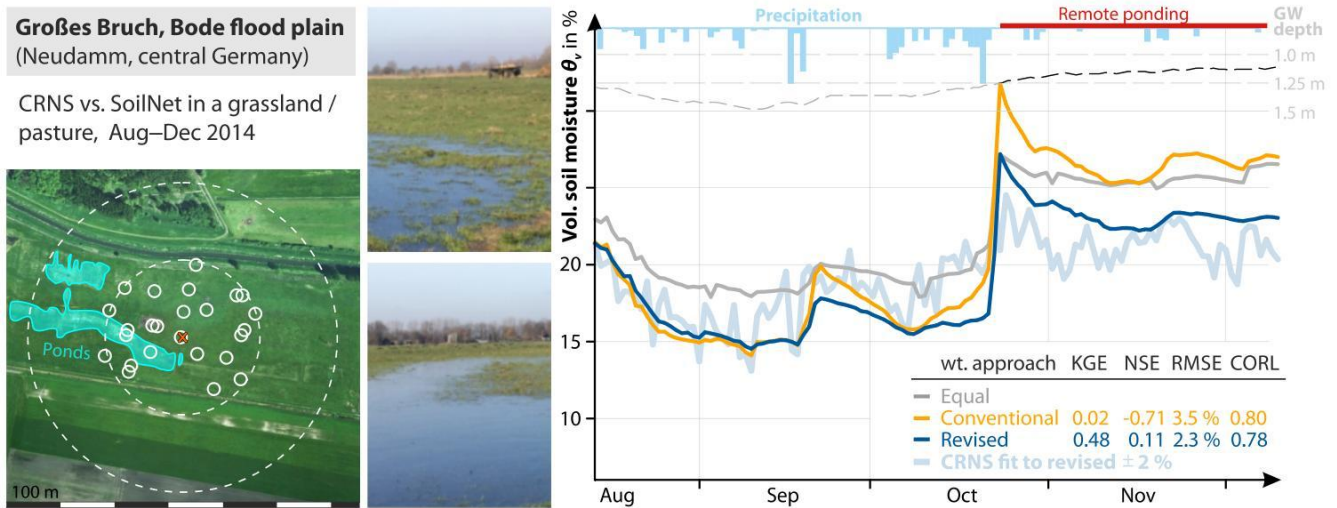 Großes Bruch, Bode flood plain
(Neudamm, central Germany)
CRNS vs. SoilNet in a grassland /
pasture, Aug–Dec 2014
Ponds
100 m
Vol. soil moisture θv in %
Precipitation
Remote ponding
GW
depth
1.0 m
1.25 m
1.5 m
20
15
10
wt. approach KGE NSE RMSE CORL
Equal
Conventional 0.02 -0.71 3.5 % 0.80
Revised 0.48 0.11 2.3 % 0.78
CRNS fit to revised ± 2 %
Aug Sep Oct Nov